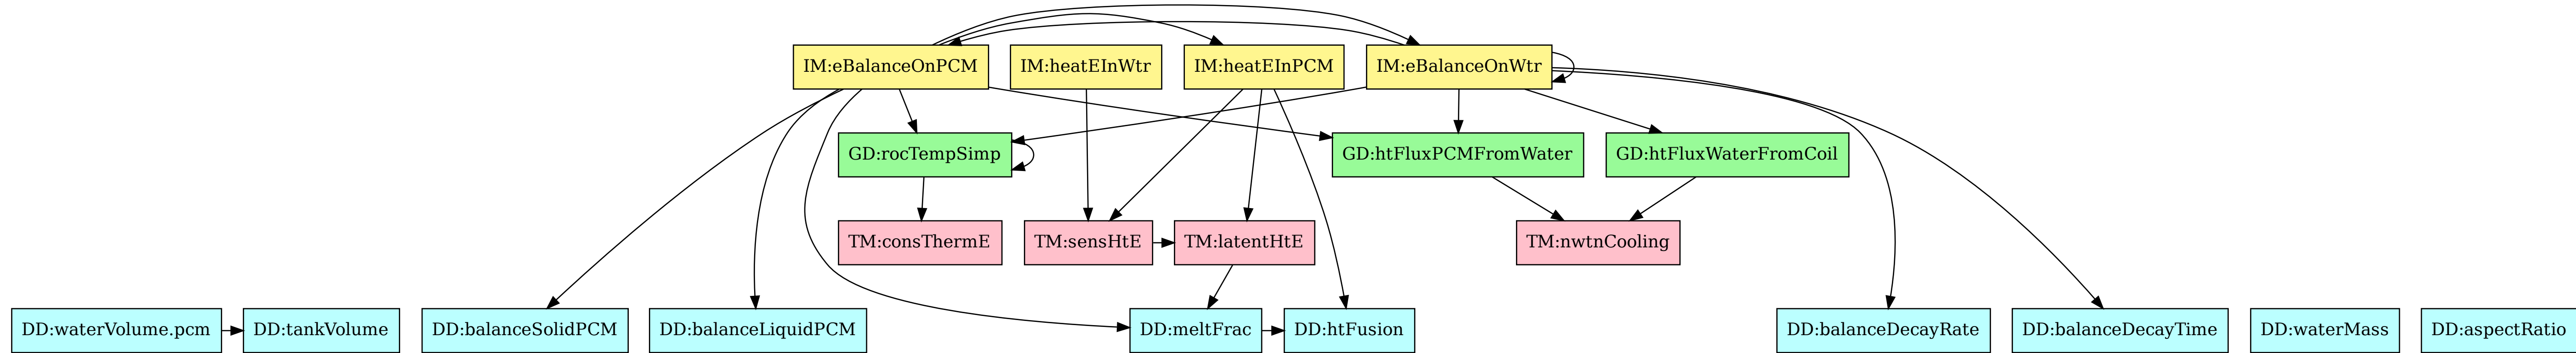 IM:eBalanceOnPCM
IM:heatEInWtr
IM:heatEInPCM
IM:eBalanceOnWtr
GD:rocTempSimp
GD:htFluxPCMFromWater
GD:htFluxWaterFromCoil
TM:consThermE
TM:sensHtE
TM:latentHtE
TM:nwtnCooling
DD:waterVolume.pcm
DD:tankVolume
DD:balanceSolidPCM
DD:balanceLiquidPCM
DD:meltFrac
DD:htFusion
DD:balanceDecayRate
DD:balanceDecayTime
DD:waterMass
DD:aspectRatio